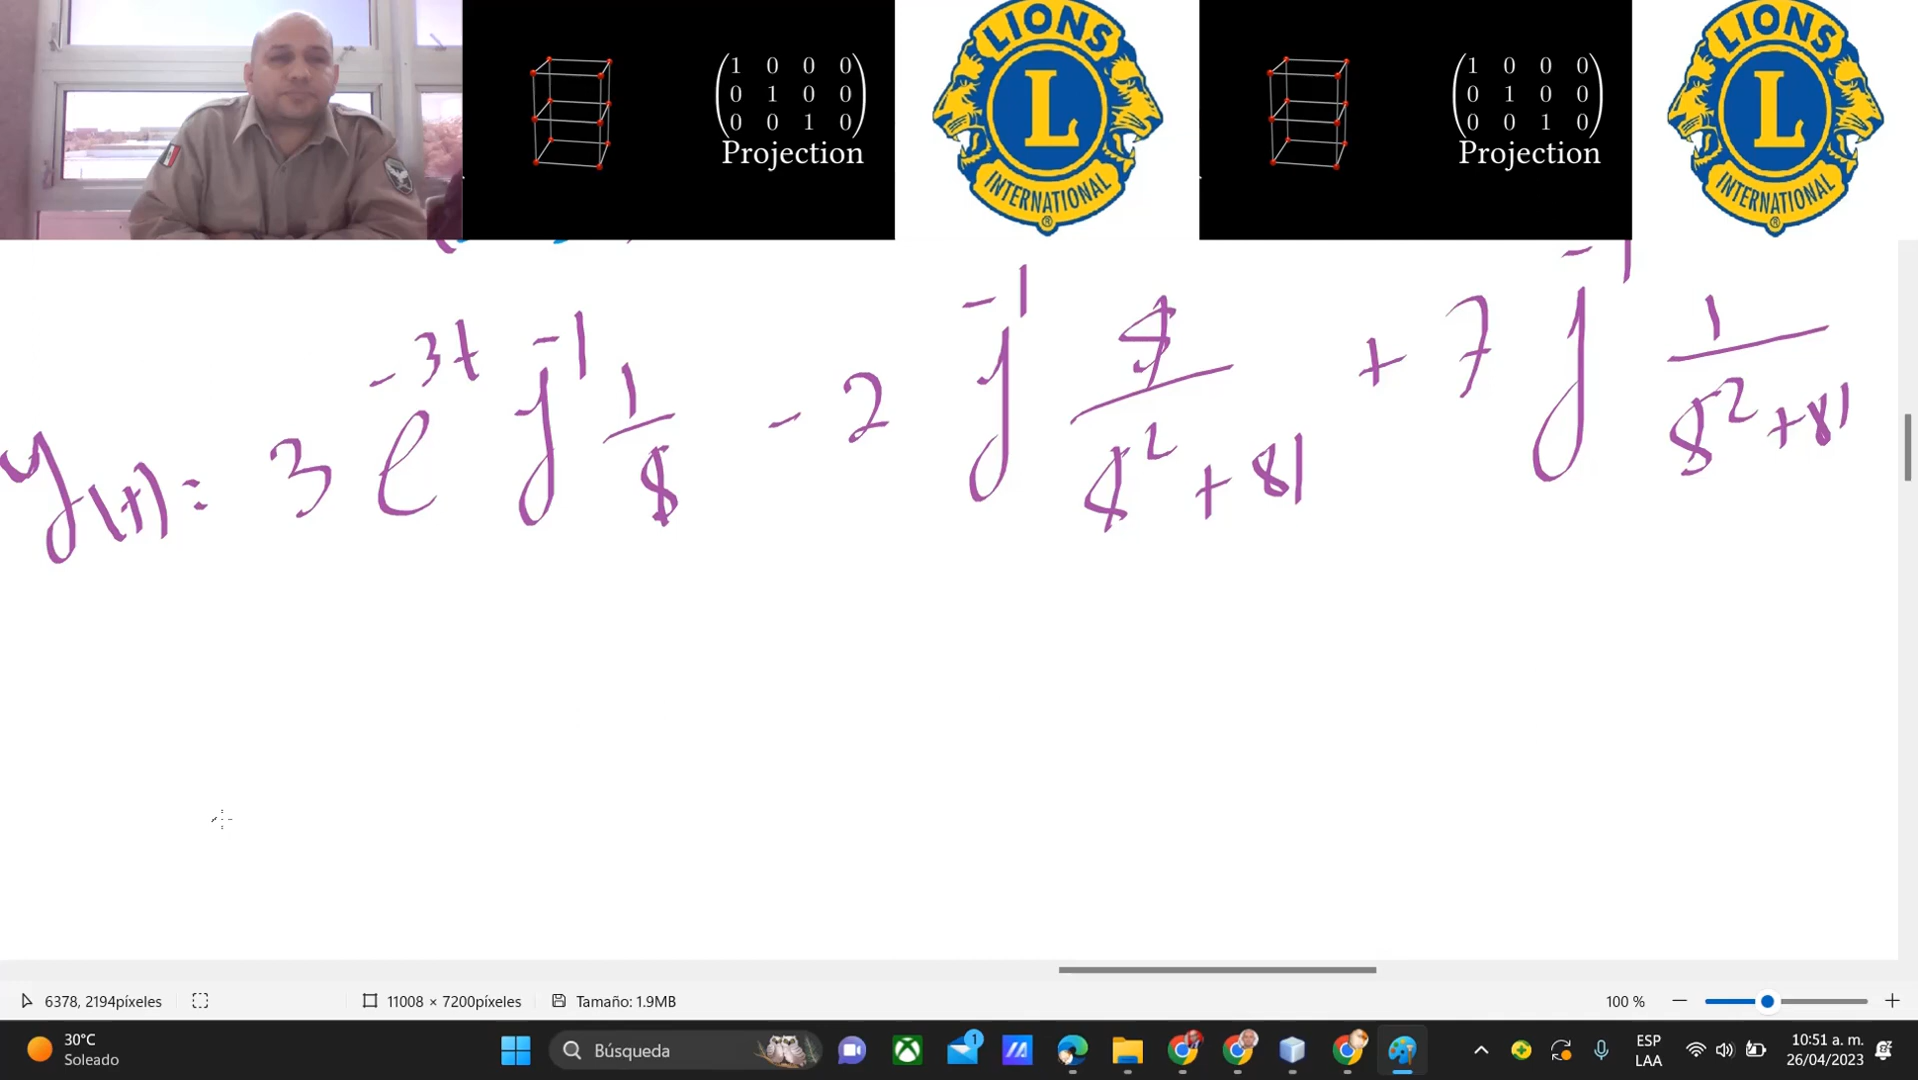 1 0 0 0
0 1 0 0
0 0 1 0
Projection
LIONS
L
INTERNATIONAL
®
1 0 0 0
0 1 0 0
0 0 1 0
Projection
LIONS
L
INTERNATIONAL
®
y(t) = 3 e^-3t ʆ^-1 1/s - 2 ʆ^-1 s/s^2+81 + 7 ʆ^-1 1/s^2+81
6378, 2194píxeles
11008 × 7200píxeles
Tamaño: 1.9MB
100 %
30°C
Soleado
Búsqueda
1
ESP
LAA
10:51 a. m.
26/04/2023